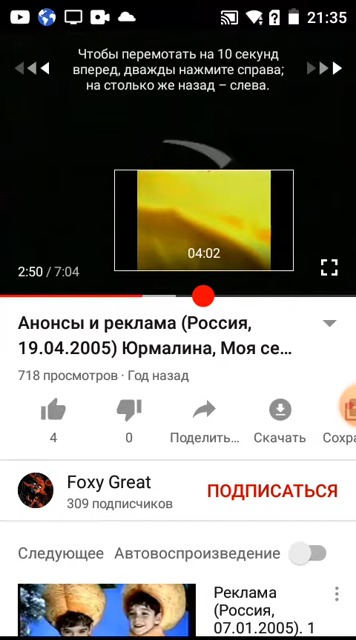 21:35
Чтобы перемотать на 10 секунд
вперед, дважды нажмите справа;
на столько же назад – слева.
04:02
2:50 / 7:04
Анонсы и реклама (Россия,
19.04.2005) Юрмалина, Моя се...
718 просмотров · Год назад
4 0 Поделить... Скачать Сохра
Foxy Great
309 подписчиков
ПОДПИСАТЬСЯ
Следующее Автовоспроизведение
Реклама
(Россия,
07.01.2005). 1